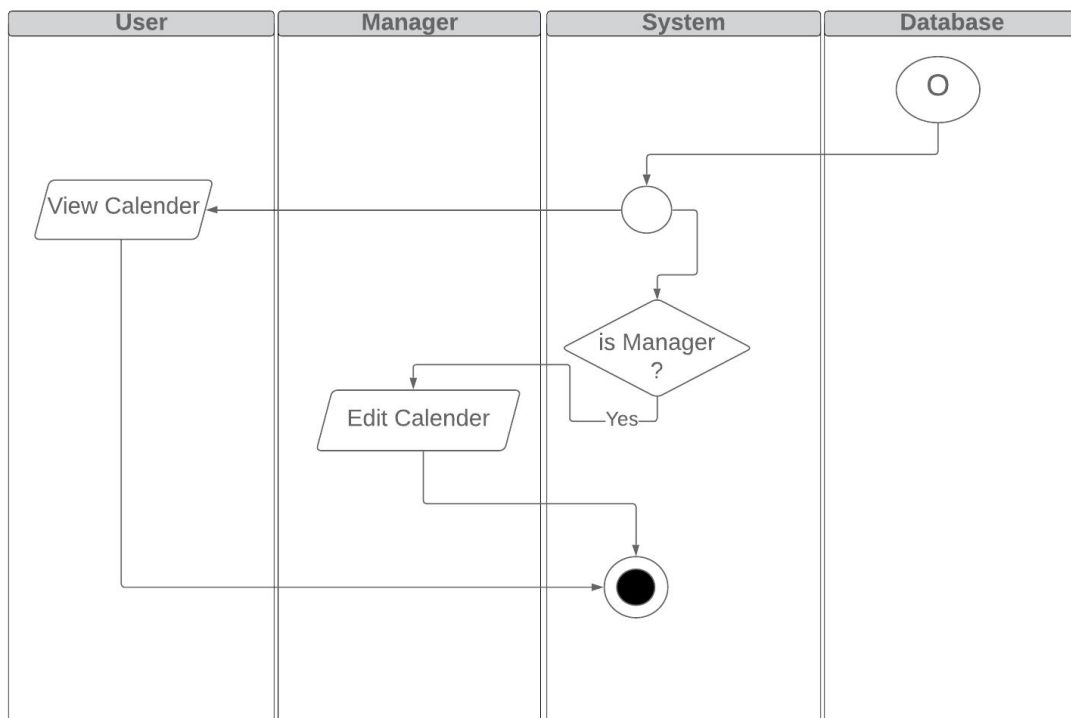 User
Manager
System
Database
O
View Calender
is Manager
?
Edit Calender
Yes